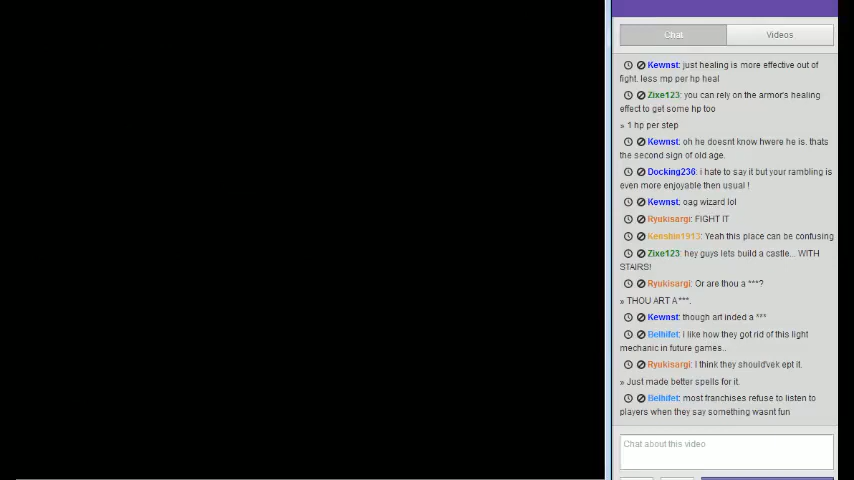 Chat
Videos
Kewnst: just healing is more effective out of
fight. less mp per hp heal
Zixe123: you can rely on the armor's healing
effect to get some hp too
» 1 hp per step
Kewnst: oh he doesnt know hwere he is. thats
the second sign of old age.
Docking236: i hate to say it but your rambling is
even more enjoyable then usual !
Kewnst: oag wizard lol
Ryukisargi: FIGHT IT
Kenshin1913: Yeah this place can be confusing
Zixe123: hey guys lets build a castle... WITH
STAIRS!
Ryukisargi: Or are thou a ***?
» THOU ART A ***.
Kewnst: though art inded a ***
Belhifet: i like how they got rid of this light
mechanic in future games..
Ryukisargi: I think they should'vek ept it.
» Just made better spells for it.
Belhifet: most franchises refuse to listen to
players when they say something wasnt fun
Chat about this video